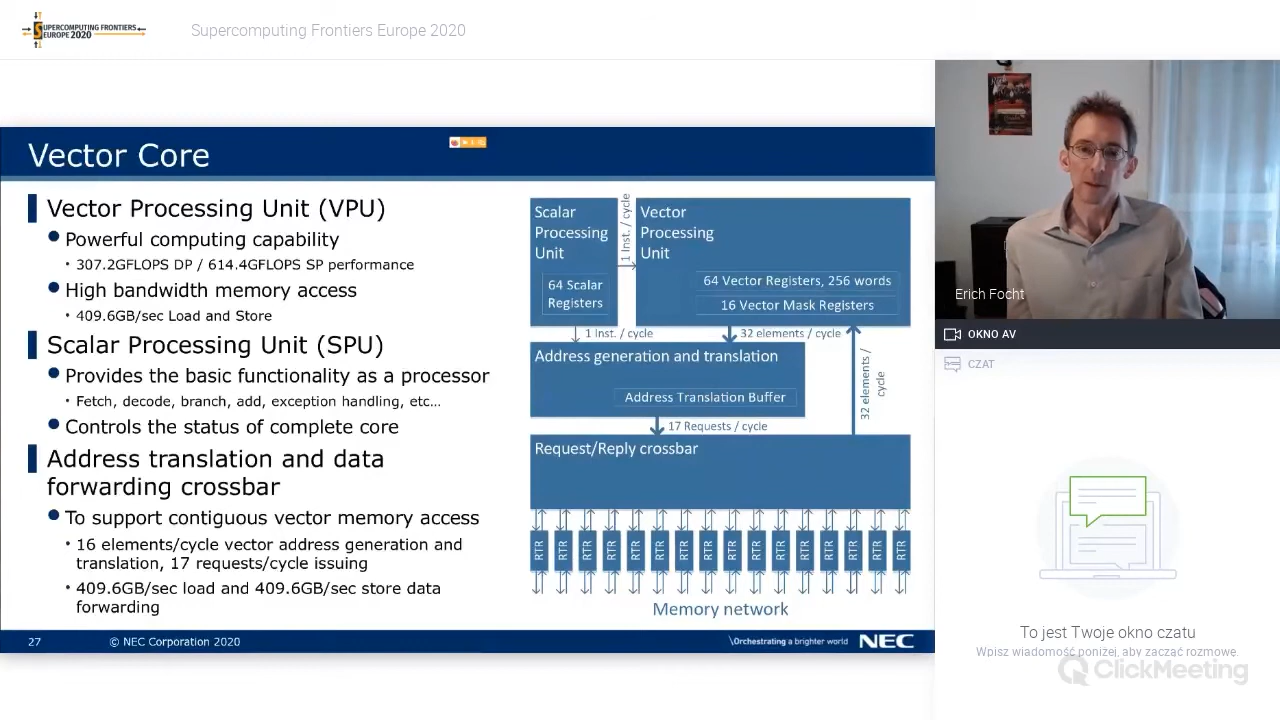 SUPERCOMPUTING FRONTIERS
EUROPE 2020
Supercomputing Frontiers Europe 2020
Vector Core
Vector Processing Unit (VPU)
Powerful computing capability
307.2GFLOPS DP / 614.4GFLOPS SP performance
High bandwidth memory access
409.6GB/sec Load and Store
Scalar Processing Unit (SPU)
Provides the basic functionality as a processor
Fetch, decode, branch, add, exception handling, etc...
Controls the status of complete core
Address translation and data
forwarding crossbar
To support contiguous vector memory access
16 elements/cycle vector address generation and
translation, 17 requests/cycle issuing
409.6GB/sec load and 409.6GB/sec store data
forwarding
Scalar
Processing
Unit
64 Scalar
Registers
1 Inst. / cycle
Vector
Processing
Unit
64 Vector Registers, 256 words
16 Vector Mask Registers
1 Inst. / cycle
32 elements / cycle
Address generation and translation
Address Translation Buffer
32 elements /
cycle
17 Requests / cycle
Request/Reply crossbar
RTR RTR RTR RTR RTR RTR RTR RTR RTR RTR RTR RTR RTR RTR RTR RTR
Memory network
27
© NEC Corporation 2020
\Orchestrating a brighter world
NEC
Erich Focht
OKNO AV
CZAT
To jest Twoje okno czatu
Wpisz wiadomość poniżej, aby zacząć rozmowę.
ClickMeeting